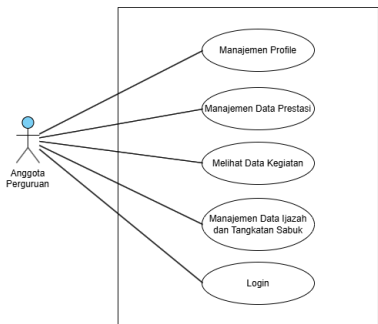 Manajemen Profile
Manajemen Data Prestasi
Melihat Data Kegiatan
Anggota
Perguruan
Manajemen Data Ijazah
dan Tangkatan Sabuk
Login